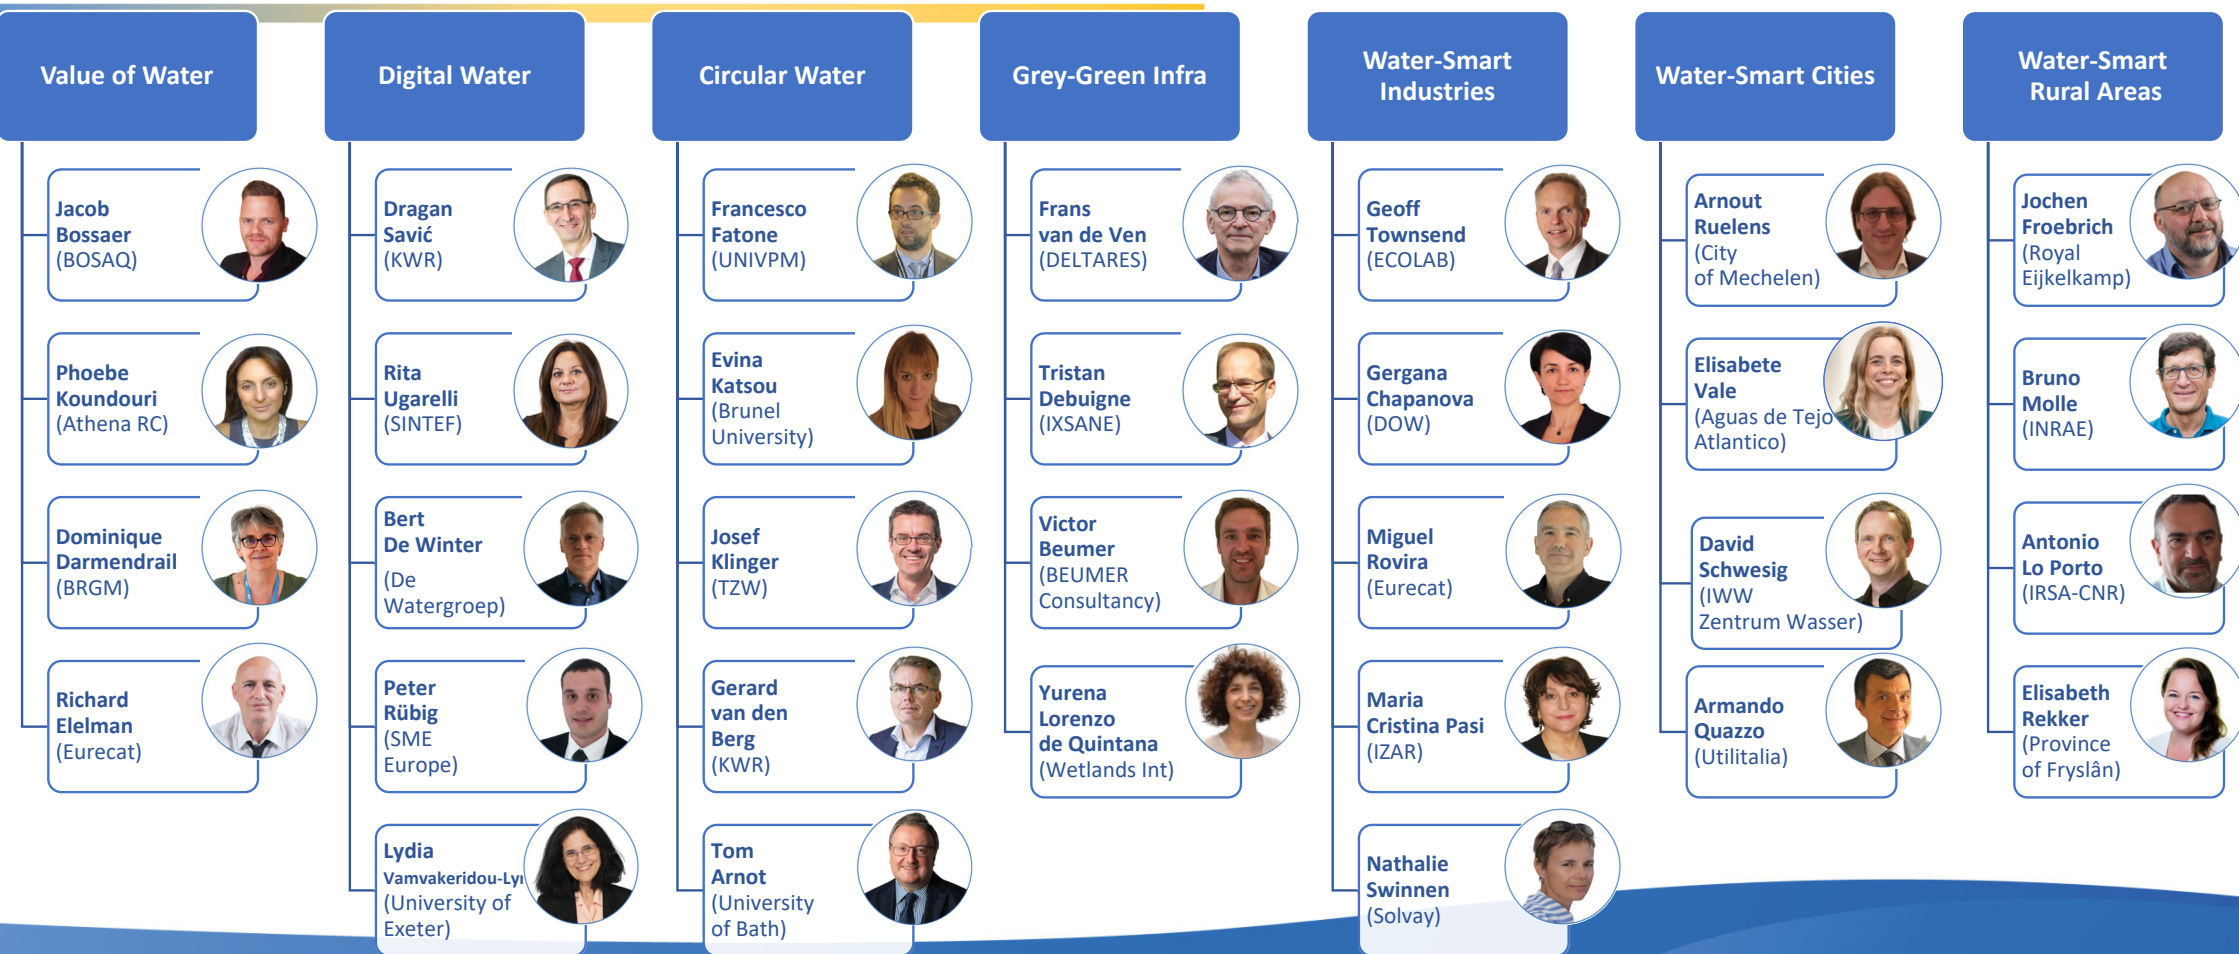 Value of Water
Jacob
Bossaer
(BOSAQ)
Phoebe
Koundouri
(Athena RC)
Dominique
Darmendrail
(BRGM)
Richard
Elelman
(Eurecat)
Digital Water
Dragan
Savić
(KWR)
Rita
Ugarelli
(SINTEF)
Bert
De Winter
(De
Watergroep)
Peter
Rübig
(SME
Europe)
Lydia
(University of
Exeter)
Circular Water
Francesco
Fatone
(UNIVPM)
Evina
Katsou
(Brunel
University)
Josef
Klinger
(TZW)
Gerard
van den
Berg
(KWR)
Tom
Arnot
(University
of Bath)
Grey-Green Infra
Frans
van de Ven
(DELTARES)
Tristan
Debuigne
(IXSANE)
Victor
Beumer
(BEUMER
Consultancy)
Yurena
Lorenzo
de Quintana
(Wetlands Int)
Water-Smart
Industries
Geoff
Townsend
(ECOLAB)
Gergana
Chapanova
(DOW)
Miguel
Rovira
(Eurecat)
Maria
Cristina Pasi
(IZAR)
Nathalie
Swinnen
(Solvay)
Water-Smart Cities
Arnout
Ruelens
(City
of Mechelen)
Elisabete
Vale
(Aguas de Tejo
Atlantico)
David
Schwesig
(IWW
Zentrum Wasser)
Armando
Quazzo
(Utilitalia)
Water-Smart
Rural Areas
Jochen
Froebrich
(Royal
Eijkelkamp)
Bruno
Molle
(INRAE)
Antonio
Lo Porto
(IRSA-CNR)
Elisabeth
Rekker
(Province
of Fryslân)